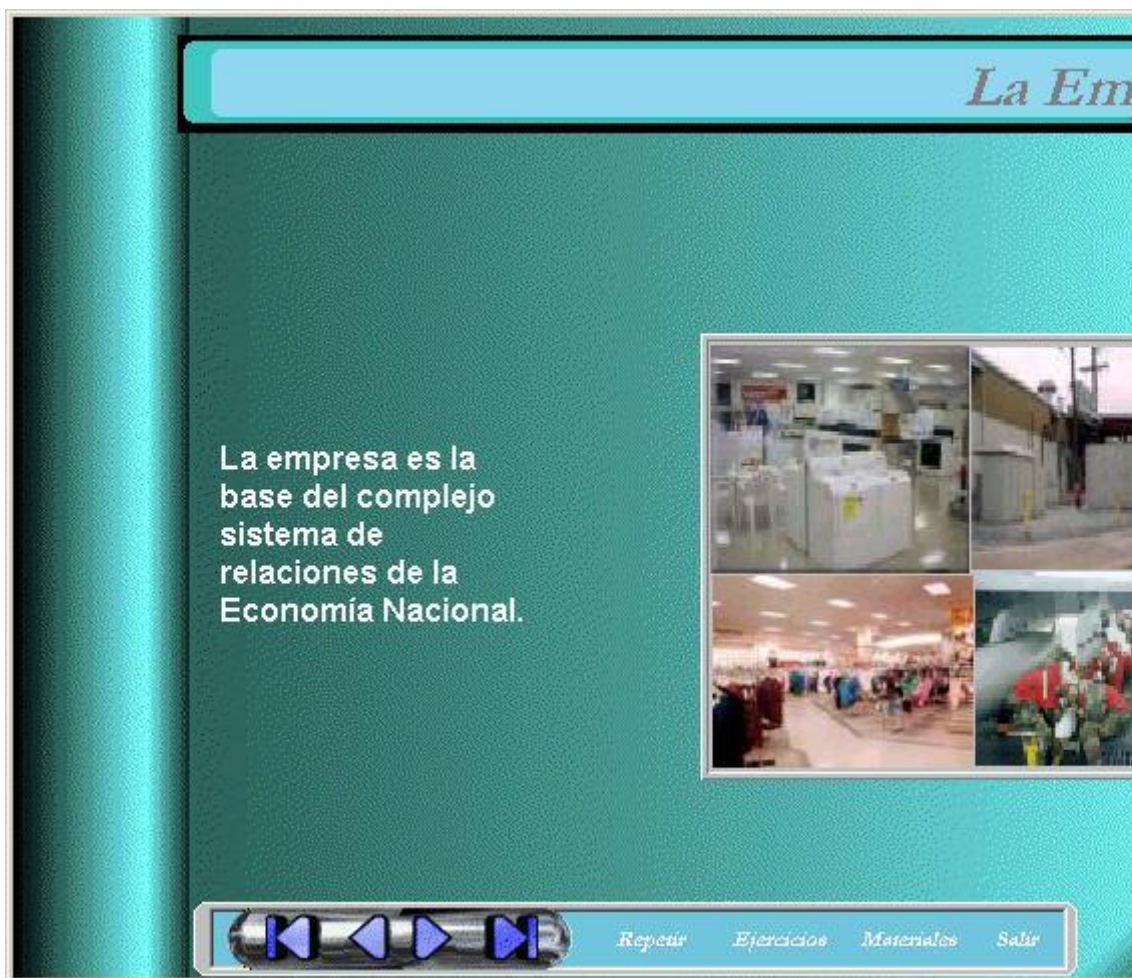 La Em
La empresa es la
base del complejo
sistema de
relaciones de la
Economía Nacional.
Repetir Ejercicios Materiales Salir